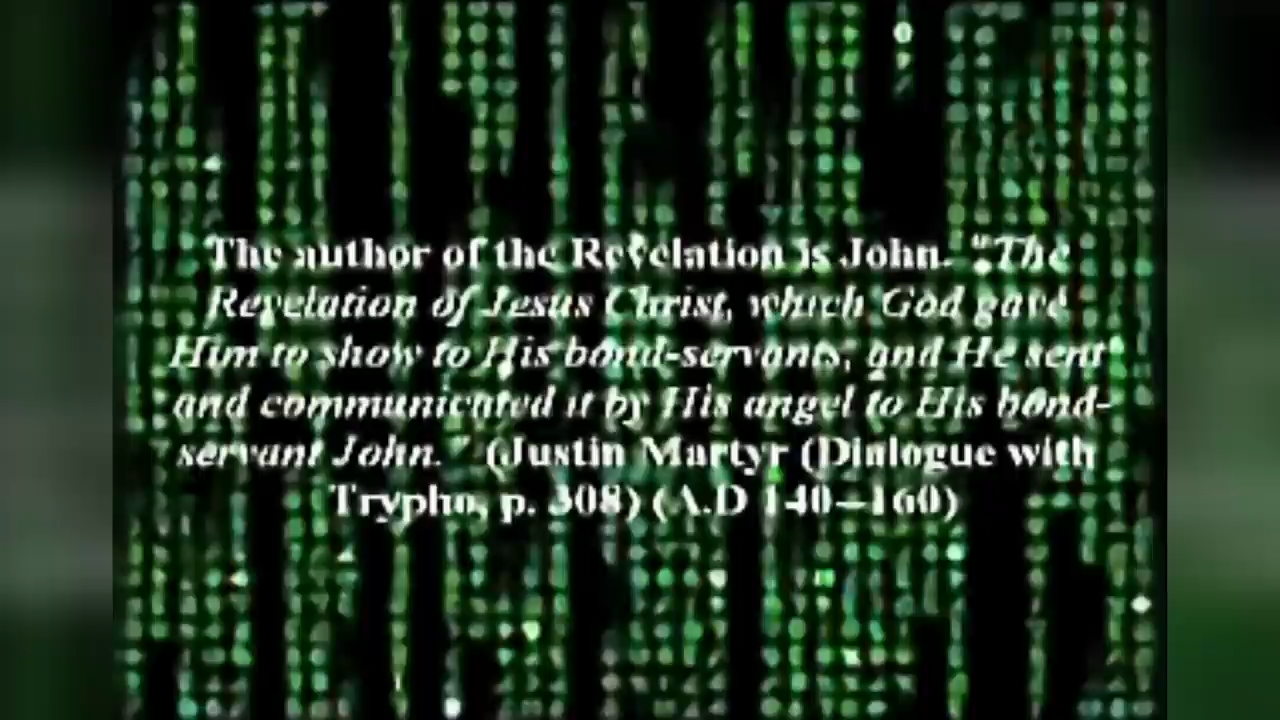 The author of the Revelation is John. "The
Revelation of Jesus Christ, which God gave
Him to show to His bond-servants, and He sent
and communicated it by His angel to His bond-
servant John." (Justin Martyr (Dialogue with
Trypho, p. 308) (A.D 140–160)